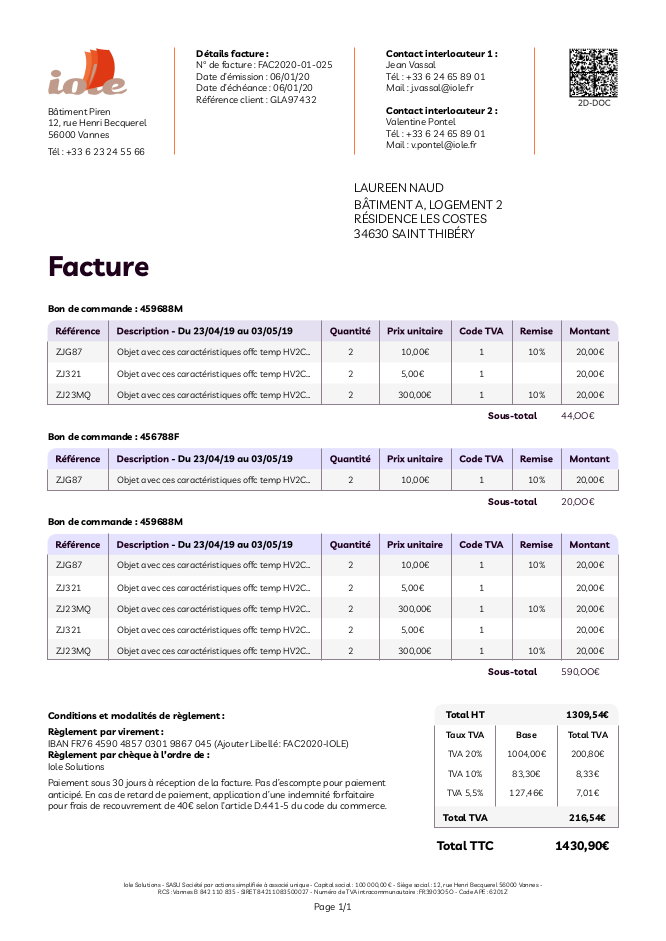 iole
Bâtiment Piren
12, rue Henri Becquerel
56000 Vannes
Tél : +33 6 23 24 55 66
Détails facture :
N° de facture : FAC2020-01-025
Date d'émission : 06/01/20
Date d'échéance : 06/01/20
Référence client : GLA97432
Contact interlocuteur 1 :
Jean Vassal
Tél : +33 6 24 65 89 01
Mail : j.vassal@iole.fr
Contact interlocuteur 2 :
Valentine Pontel
Tél : +33 6 24 65 89 01
Mail : v.pontel@iole.fr
2D-DOC
LAUREEN NAUD
BÂTIMENT A, LOGEMENT 2
RÉSIDENCE LES COSTES
34630 SAINT THIBÉRY
Facture
Bon de commande : 459688M
Référence Description - Du 23/04/19 au 03/05/19 Quantité Prix unitaire Code TVA Remise Montant
ZJG87 Objet avec ces caractéristiques offc temp HV2C... 2 10,00€ 1 10% 20,00€
ZJ321 Objet avec ces caractéristiques offc temp HV2C... 2 5,00€ 1 20,00€
ZJ23MQ Objet avec ces caractéristiques offc temp HV2C... 2 300,00€ 1 10% 20,00€
Sous-total 44,00€
Bon de commande : 456788F
Référence Description - Du 23/04/19 au 03/05/19 Quantité Prix unitaire Code TVA Remise Montant
ZJG87 Objet avec ces caractéristiques offc temp HV2C... 2 10,00€ 1 10% 20,00€
Sous-total 20,00€
Bon de commande : 459688M
Référence Description - Du 23/04/19 au 03/05/19 Quantité Prix unitaire Code TVA Remise Montant
ZJG87 Objet avec ces caractéristiques offc temp HV2C... 2 10,00€ 1 10% 20,00€
ZJ321 Objet avec ces caractéristiques offc temp HV2C... 2 5,00€ 1 20,00€
ZJ23MQ Objet avec ces caractéristiques offc temp HV2C... 2 300,00€ 1 10% 20,00€
ZJ321 Objet avec ces caractéristiques offc temp HV2C... 2 5,00€ 1 20,00€
ZJ23MQ Objet avec ces caractéristiques offc temp HV2C... 2 300,00€ 1 10% 20,00€
Sous-total 590,00€
Conditions et modalités de règlement :
Règlement par virement :
IBAN FR76 4590 4857 0301 9867 045 (Ajouter Libellé: FAC2020-IOLE)
Règlement par chèque à l'ordre de :
Iole Solutions
Paiement sous 30 jours à réception de la facture. Pas d'escompte pour paiement
anticipé. En cas de retard de paiement, application d'une indemnité forfaitaire
pour frais de recouvrement de 40€ selon l'article D.441-5 du code du commerce.
Total HT 1309,54€
Taux TVA Base Total TVA
TVA 20% 1004,00€ 200,80€
TVA 10% 83,30€ 8,33€
TVA 5,5% 127,46€ 7,01€
Total TVA 216,54€
Total TTC 1430,90€
Iole Solutions - SASU Société par actions simplifiée à associé unique - Capital social : 100 000,00 € - Siège social : 12, rue Henri Becquerel 56000 Vannes -
RCS : Vannes B 842 110 835 - SIRET 84211083500027 - Numéro de TVA intracommunautaire : FR39030SO - Code APE : 6201Z
Page 1/1